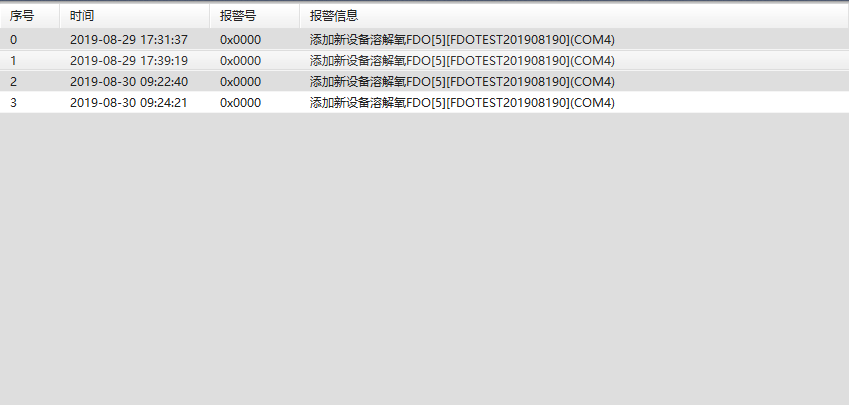 序号 时间 报警号 报警信息
0 2019-08-29 17:31:37 0x0000 添加新设备溶解氧FDO[5][FDOTEST201908190](COM4)
1 2019-08-29 17:39:19 0x0000 添加新设备溶解氧FDO[5][FDOTEST201908190](COM4)
2 2019-08-30 09:22:40 0x0000 添加新设备溶解氧FDO[5][FDOTEST201908190](COM4)
3 2019-08-30 09:24:21 0x0000 添加新设备溶解氧FDO[5][FDOTEST201908190](COM4)